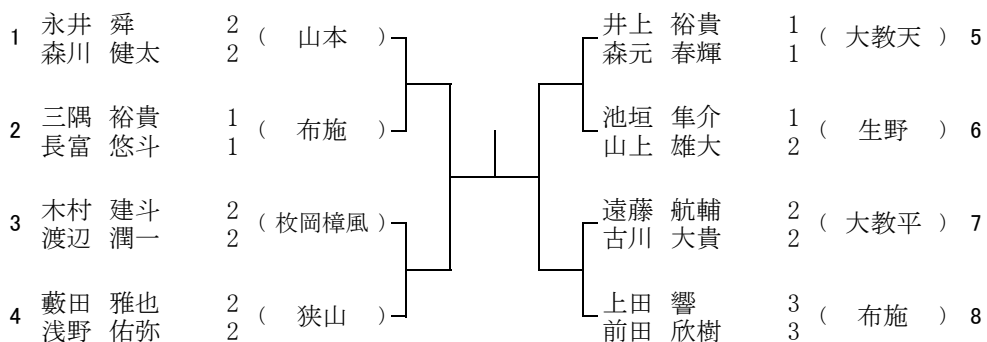 1 永井 舜 2 ( 山本 )
森川 健太 2
2 三隅 裕貴 1 ( 布施 )
長富 悠斗 1
3 木村 建斗 2 ( 枚岡樟風 )
渡辺 潤一 2
4 藪田 雅也 2 ( 狭山 )
浅野 佑弥 2
井上 裕貴 1 ( 大教天 ) 5
森元 春輝 1
池垣 隼介 1 ( 生野 ) 6
山上 雄大 2
遠藤 航輔 2 ( 大教平 ) 7
古川 大貴 2
上田 響 3 ( 布施 ) 8
前田 欣樹 3